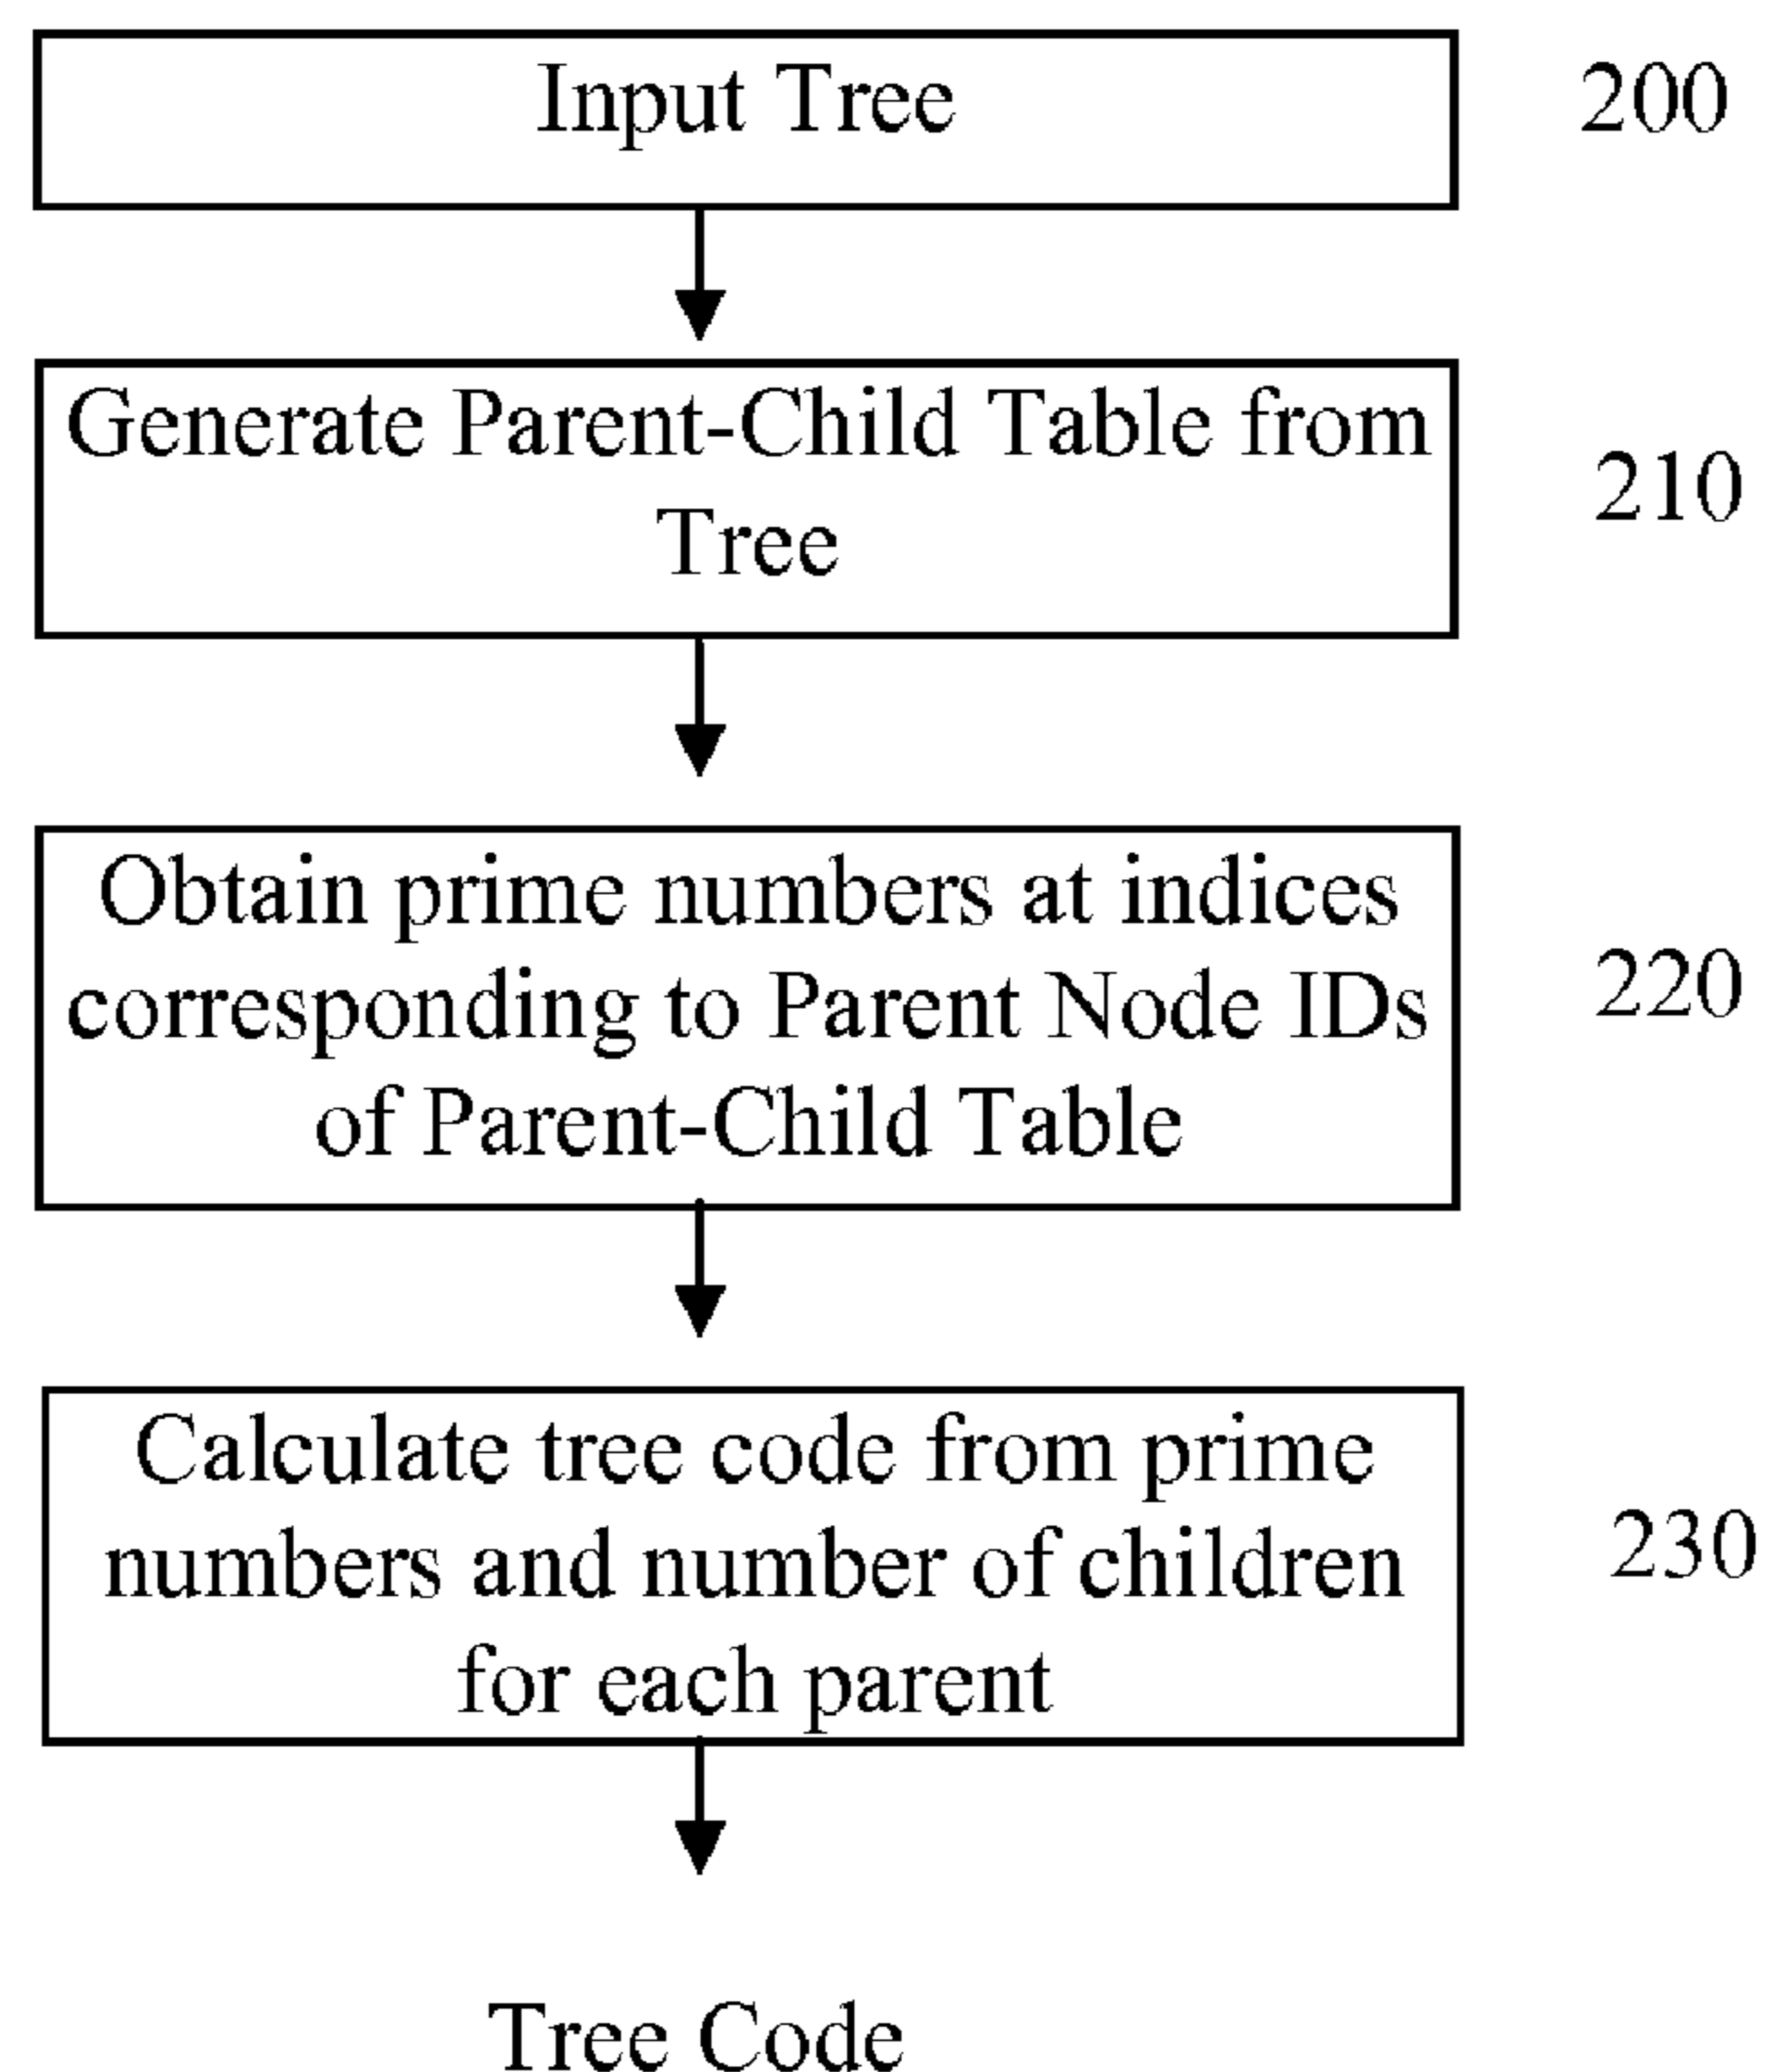 Input Tree
200
Generate Parent-Child Table from
Tree
210
Obtain prime numbers at indices
corresponding to Parent Node IDs
of Parent-Child Table
220
Calculate tree code from prime
numbers and number of children
for each parent
230
Tree Code